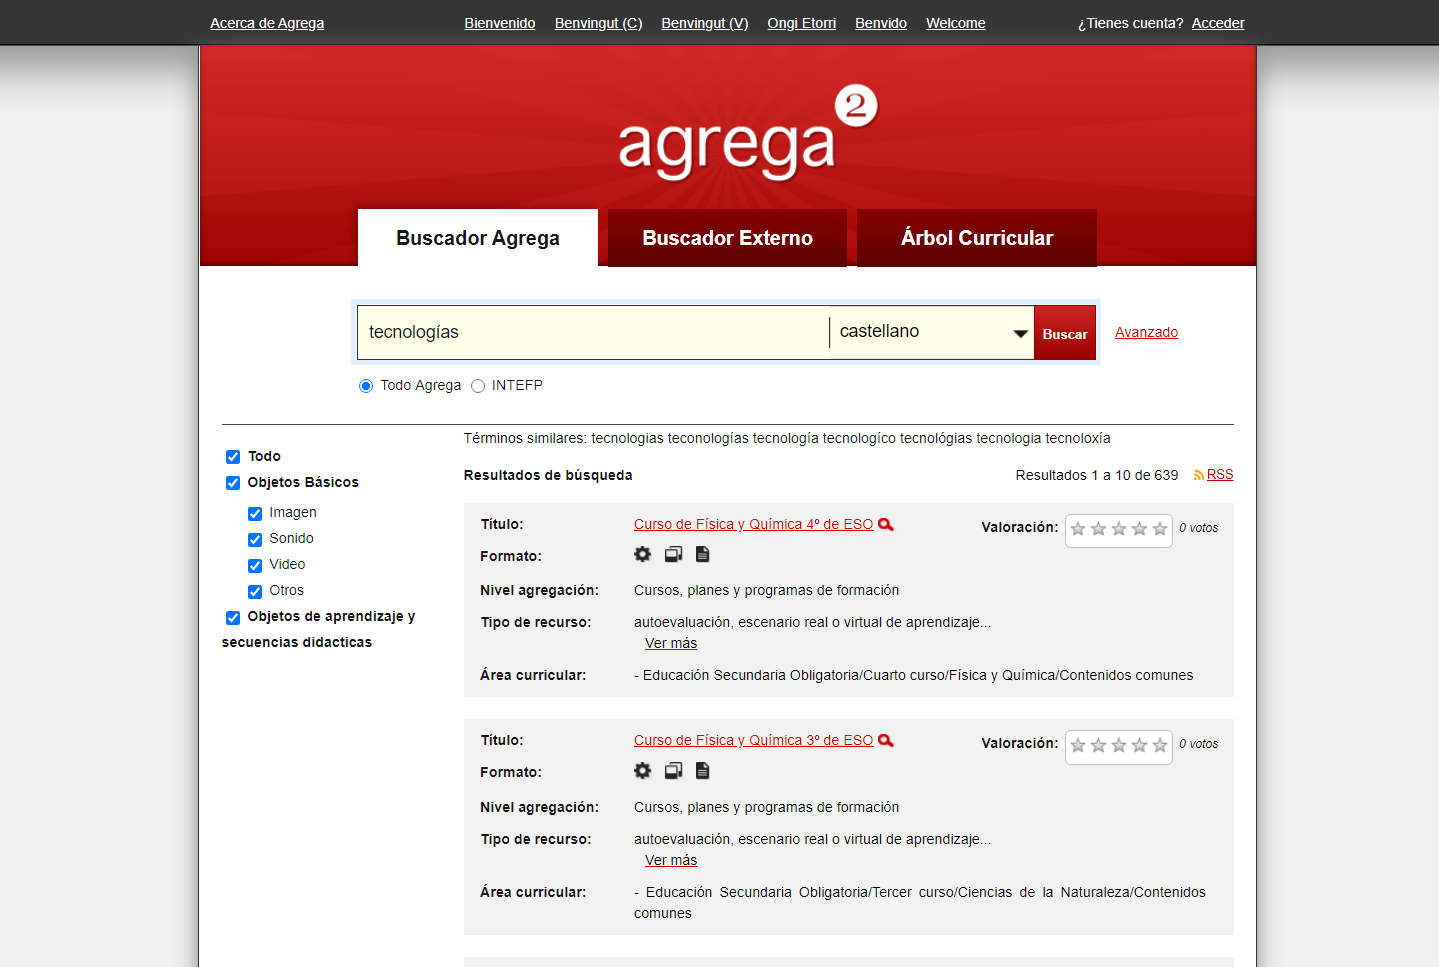 Acerca de Agrega Bienvenido Benvingut (C) Benvingut (V) Ongi Etorri Benvido Welcome ¿Tienes cuenta? Acceder
agrega 2
Buscador Agrega Buscador Externo Árbol Curricular
tecnologías castellano Buscar Avanzado
Todo Agrega INTEFP
Términos similares: tecnologias teconologías tecnología tecnologíco tecnológias tecnologia tecnoloxía
Todo
Objetos Básicos
Imagen
Sonido
Video
Otros
Objetos de aprendizaje y
secuencias didacticas
Resultados de búsqueda Resultados 1 a 10 de 639 RSS
Título: Curso de Física y Química 4º de ESO Valoración: 0 votos
Formato:
Nivel agregación: Cursos, planes y programas de formación
Tipo de recurso: autoevaluación, escenario real o virtual de aprendizaje...
Ver más
Área curricular: - Educación Secundaria Obligatoria/Cuarto curso/Física y Química/Contenidos comunes
Título: Curso de Física y Química 3º de ESO Valoración: 0 votos
Formato:
Nivel agregación: Cursos, planes y programas de formación
Tipo de recurso: autoevaluación, escenario real o virtual de aprendizaje...
Ver más
Área curricular: - Educación Secundaria Obligatoria/Tercer curso/Ciencias de la Naturaleza/Contenidos
comunes